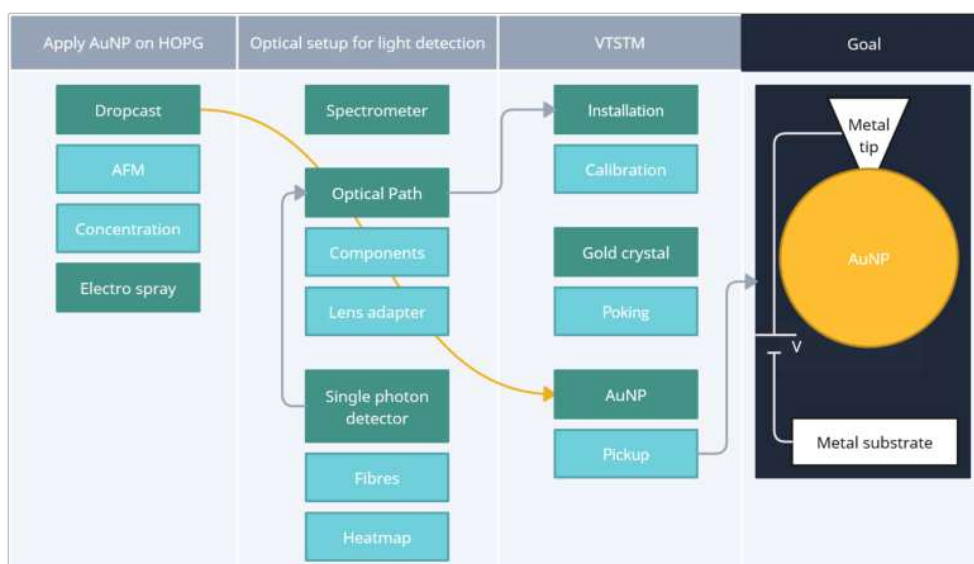 Apply AuNP on HOPG
Optical setup for light detection
VTSTM
Goal
Dropcast
AFM
Concentration
Electro spray
Spectrometer
Optical Path
Components
Lens adapter
Single photon
detector
Fibres
Heatmap
Installation
Calibration
Gold crystal
Poking
AuNP
Pickup
Metal
tip
AuNP
V
Metal substrate